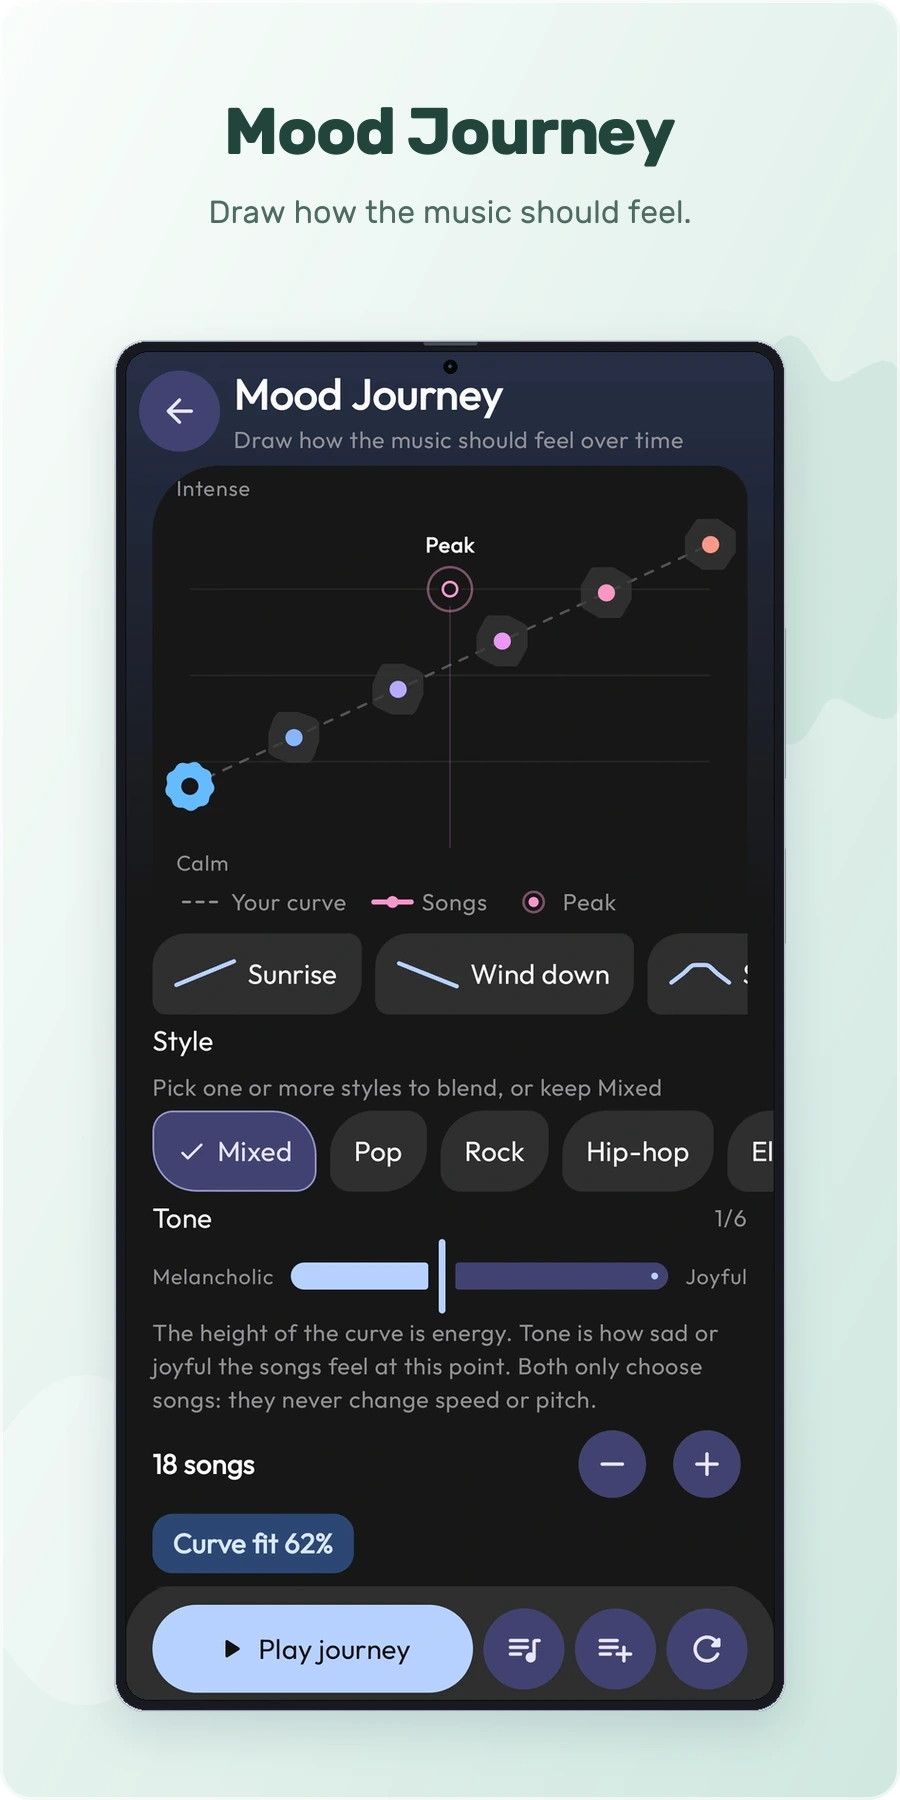 Mood Journey
Draw how the music should feel.
Mood Journey
Draw how the music should feel over time
Intense
Peak
Calm
Your curve
Songs
Peak
Sunrise
Wind down
Style
Pick one or more styles to blend, or keep Mixed
Mixed
Pop
Rock
Hip-hop
El
Tone
1/6
Melancholic
Joyful
The height of the curve is energy. Tone is how sad or
joyful the songs feel at this point. Both only choose
songs: they never change speed or pitch.
18 songs
Curve fit 62%
Play journey